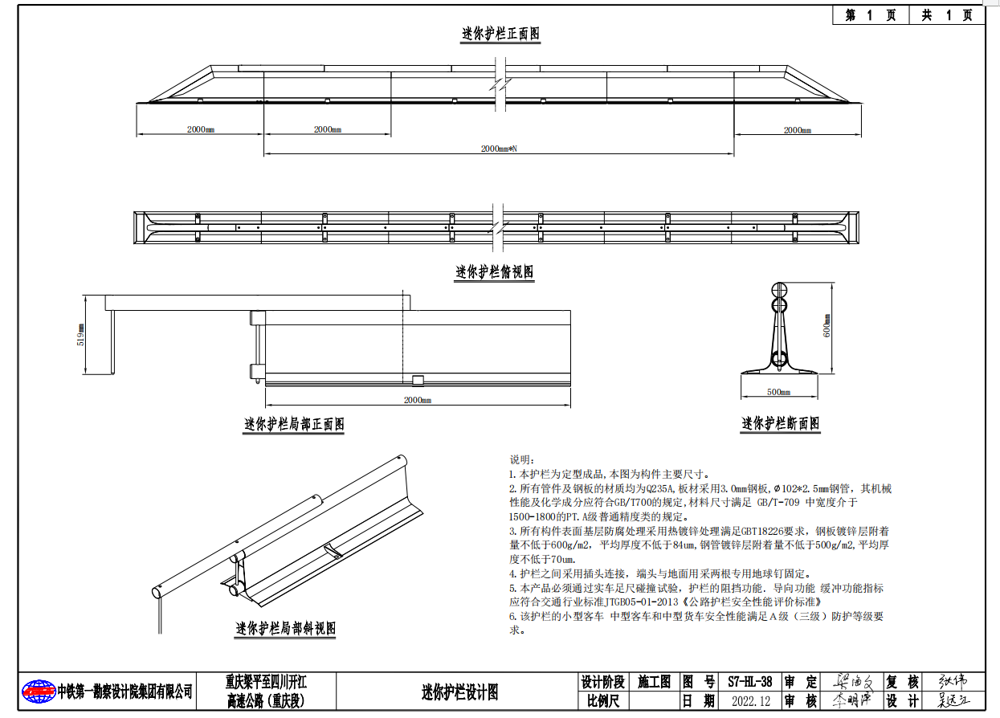 第 1 页 共 1 页
迷你护栏正面图
2000mm 2000mm 2000mm
2000mm*N
迷你护栏俯视图
519mm
2000mm
迷你护栏局部正面图
600mm
500mm
迷你护栏断面图
迷你护栏局部斜视图
说明:
1.本护栏为定型成品,本图为构件主要尺寸。
2.所有管件及钢板的材质均为Q235A,板材采用3.0mm钢板,Ø102*2.5mm钢管，其机械
性能及化学成分应符合GB/T700的规定,材料尺寸满足 GB/T-709 中宽度介于
1500-1800的PT.A级普通精度类的规定。
3.所有构件表面基层防腐处理采用热镀锌处理满足GBT18226要求，钢板镀锌层附着
量不低于600g/m2，平均厚度不低于84um,钢管镀锌层附着量不低于500g/m2,平均厚
度不低于70um.
4.护栏之间采用插头连接，端头与地面用采两根专用地球钉固定。
5.本产品必须通过实车足尺碰撞试验，护栏的阻挡功能．导向功能 缓冲功能指标
应符合交通行业标准JTGB05-01-2013《公路护栏安全性能评价标准》
6.该护栏的小型客车 中型客车和中型货车安全性能满足A级（三级）防护等级要
求。
中铁第一勘察设计院集团有限公司
重庆梁平至四川开江
高速公路（重庆段）
迷你护栏设计图
设计阶段 施工图 图 号 S7-HL-38 审 定 复 核 张伟
比例尺 日 期 2022.12 审 核 李明泽 设 计 吴远江